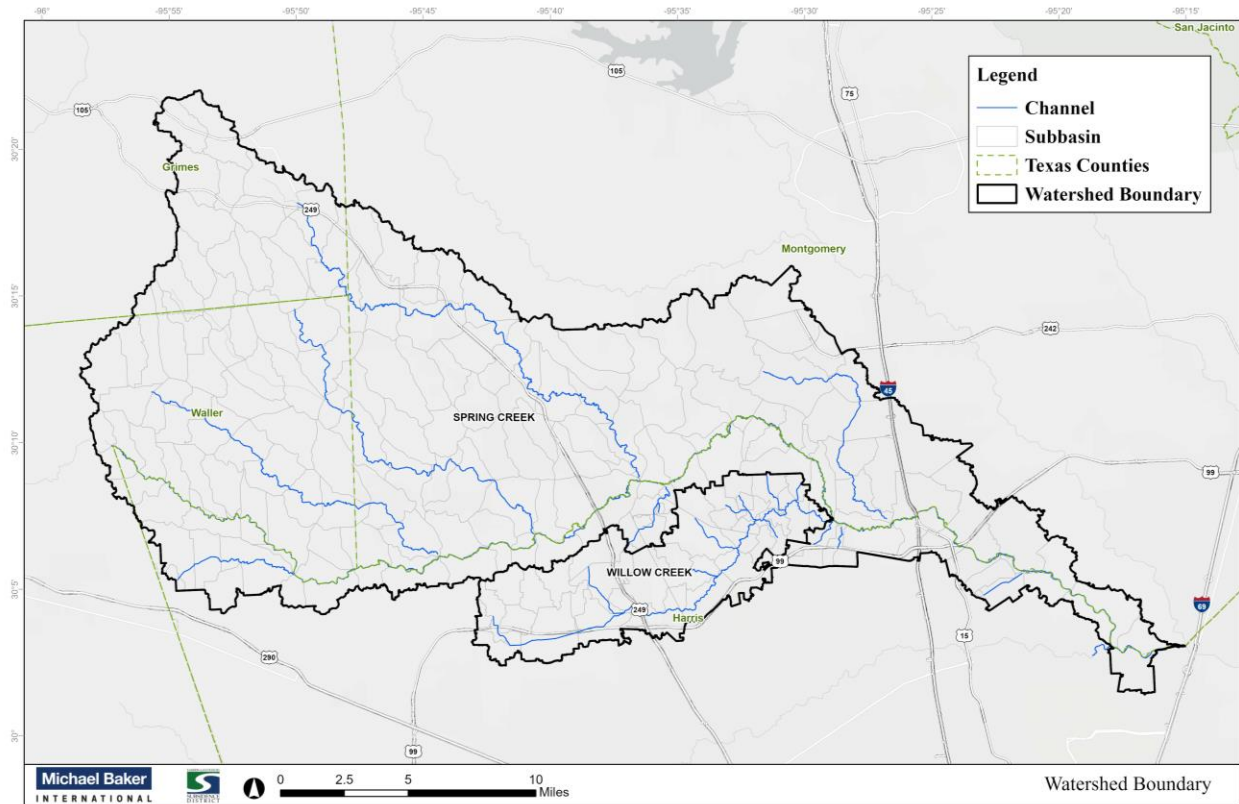 -96°
-95°55'
-95°50'
-95°45'
-95°40'
-95°35'
-95°30'
-95°25'
-95°20'
-95°15'
San Jacinto
105
75
105
Legend
Channel
Subbasin
Texas Counties
Watershed Boundary
30°20'
Grimes
249
Montgomery
30°15'
242
45
Waller
SPRING CREEK
30°10'
99
WILLOW CREEK
99
30°5'
249
Harris
69
15
290
30°
99
Michael Baker
INTERNATIONAL
SUBSIDENCE
DISTRICT
0
2.5
5
10
Miles
Watershed Boundary